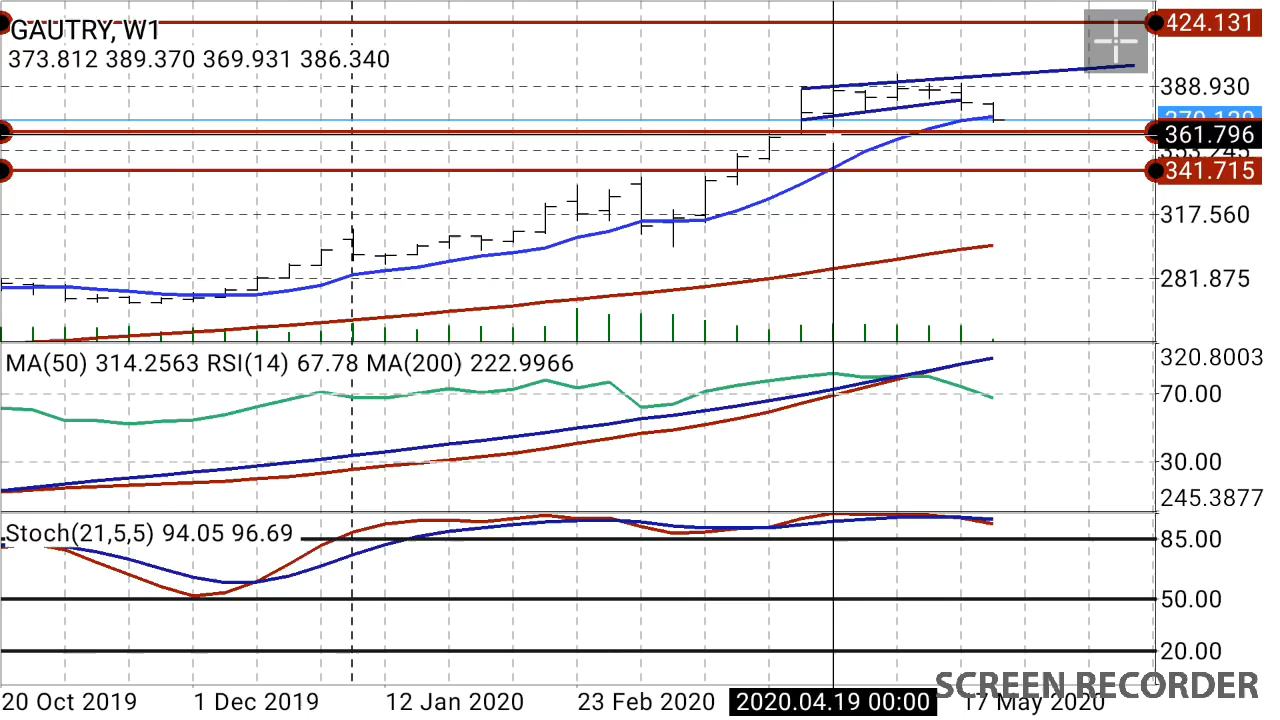 GAUTRY, W1
373.812 389.370 369.931 386.340
424.131
388.930
361.796
341.715
317.560
281.875
MA(50) 314.2563 RSI(14) 67.78 MA(200) 222.9966
320.8003
70.00
30.00
245.3877
Stoch(21,5,5) 94.05 96.69
85.00
50.00
20.00
20 Oct 2019 1 Dec 2019 12 Jan 2020 23 Feb 2020 2020.04.19 00:00 17 May 2020
SCREEN RECORDER